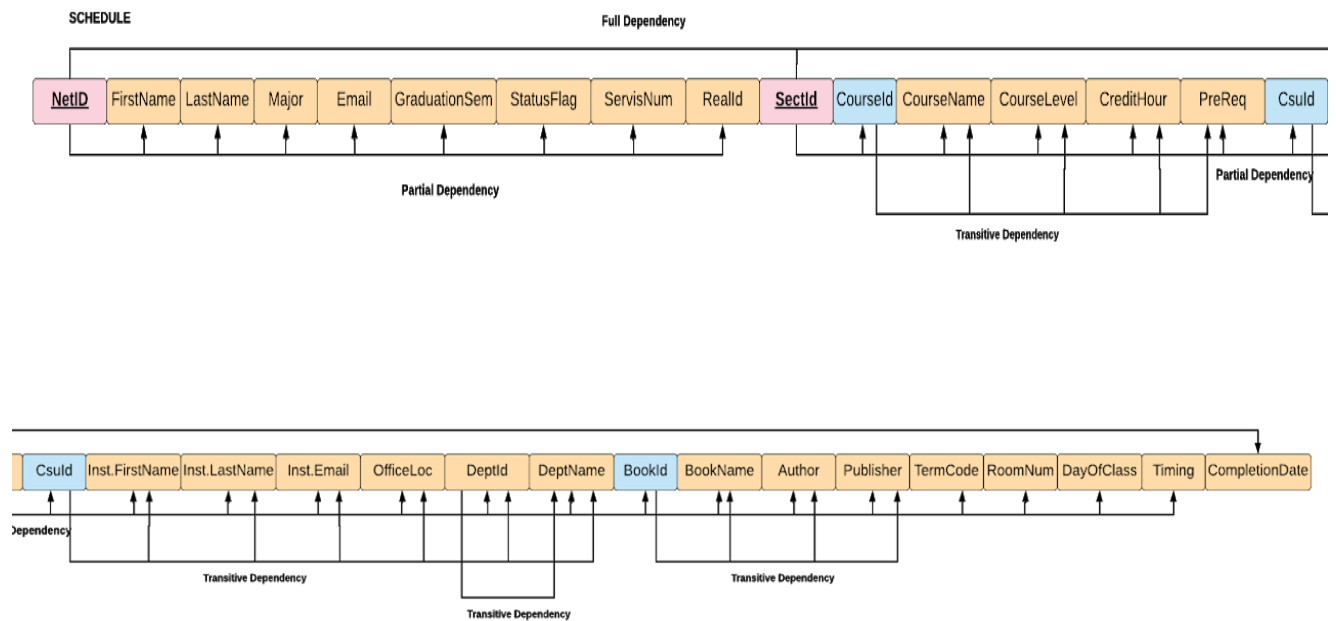 SCHEDULE
Full Dependency
NetID FirstName LastName Major Email GraduationSem StatusFlag ServisNum RealId SectId CourseId CourseName CourseLevel CreditHour PreReq CsuId
Partial Dependency
Partial Dependency
Transitive Dependency
CsuId Inst.FirstName Inst.LastName Inst.Email OfficeLoc DeptId DeptName BookId BookName Author Publisher TermCode RoomNum DayOfClass Timing CompletionDate
Dependency
Transitive Dependency
Transitive Dependency
Transitive Dependency